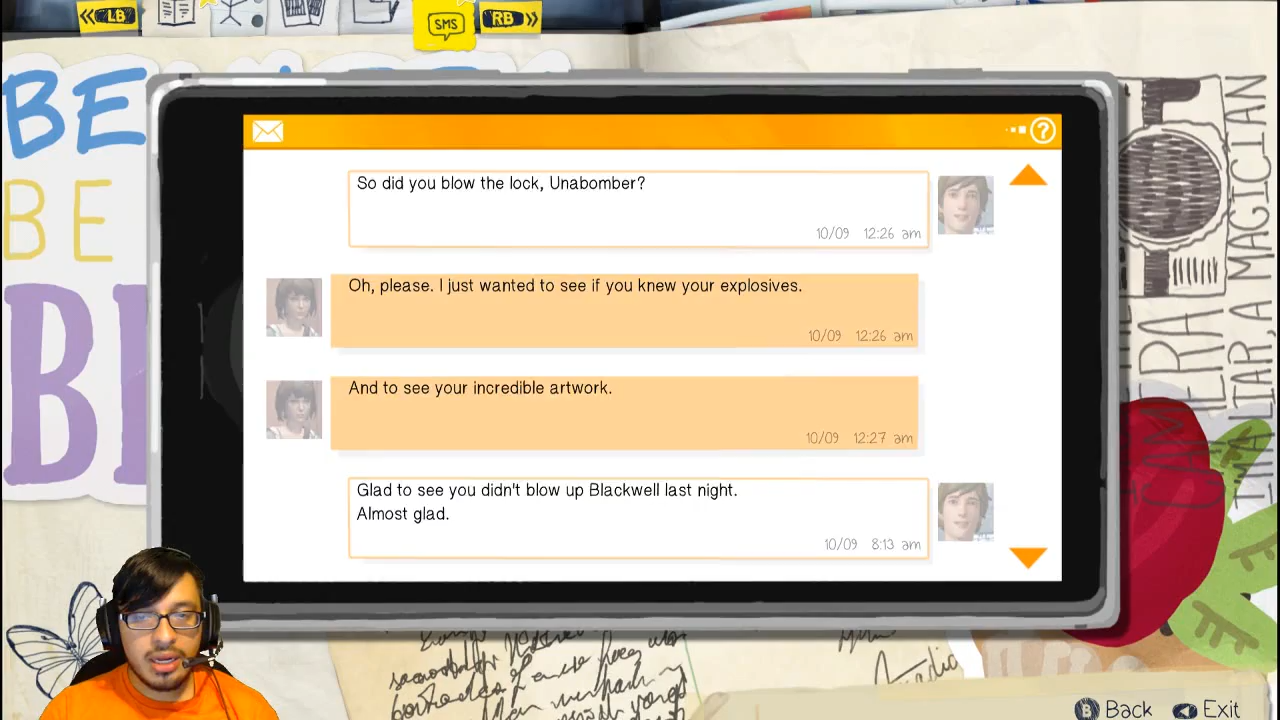 LB
SMS
RB
BE
BE
So did you blow the lock, Unabomber?
10/09 12:26 am
Oh, please. I just wanted to see if you knew your explosives.
10/09 12:26 am
And to see your incredible artwork.
10/09 12:27 am
Glad to see you didn't blow up Blackwell last night.
Almost glad.
10/09 8:13 am
?
CAMERA
I'M A LIAR, A MAGICIAN
B Back
Exit